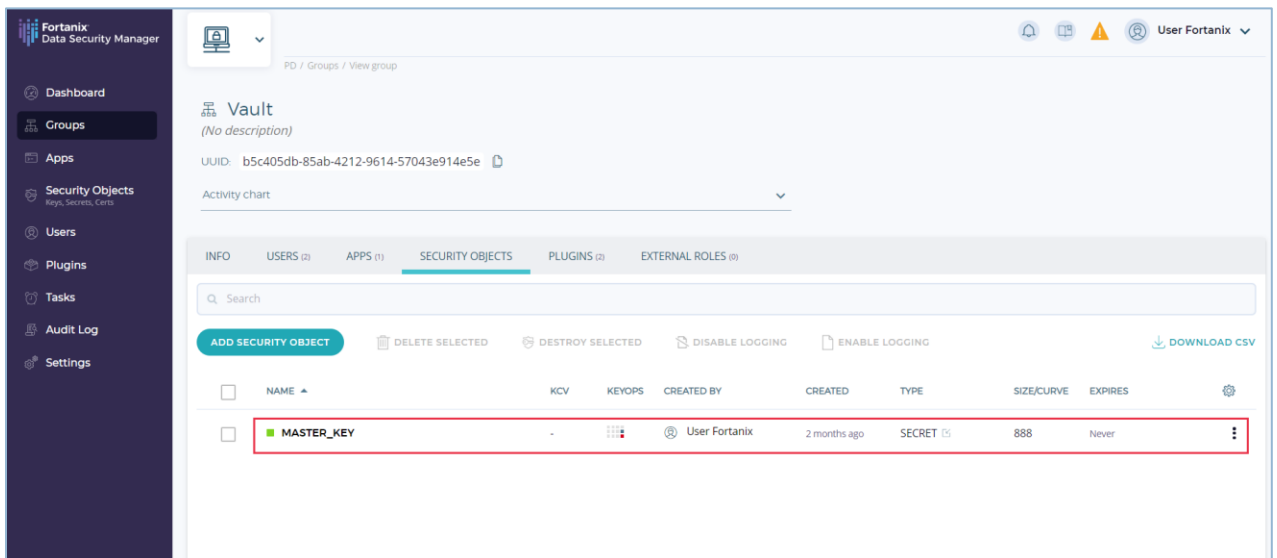 Fortanix
Data Security Manager
User Fortanix
PD / Groups / View group
Dashboard
Groups
Apps
Security Objects
Keys, Secrets, Certs
Users
Plugins
Tasks
Audit Log
Settings
Vault
(No description)
UUID: b5c405db-85ab-4212-9614-57043e914e5e
Activity chart
INFO USERS (2) APPS (1) SECURITY OBJECTS PLUGINS (2) EXTERNAL ROLES (0)
Search
ADD SECURITY OBJECT DELETE SELECTED DESTROY SELECTED DISABLE LOGGING ENABLE LOGGING DOWNLOAD CSV
NAME KCV KEYOPS CREATED BY CREATED TYPE SIZE/CURVE EXPIRES
MASTER_KEY - User Fortanix 2 months ago SECRET 888 Never